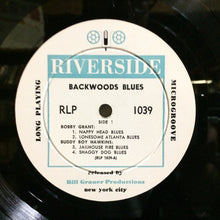 RIVERSIDE
BACKWOODS BLUES
RLP 1039
SIDE 1
LONG PLAYING
MICROGROOVE
BOBBY GRANT:
1. NAPPY HEAD BLUES
2. LONESOME ATLANTA BLUES
BUDDY BOY HAWKINS:
3. JAILHOUSE FIRE BLUES
4. SHAGGY DOG BLUES
(RLP 1039-A)
released by
Bill Grauer Productions
new york city